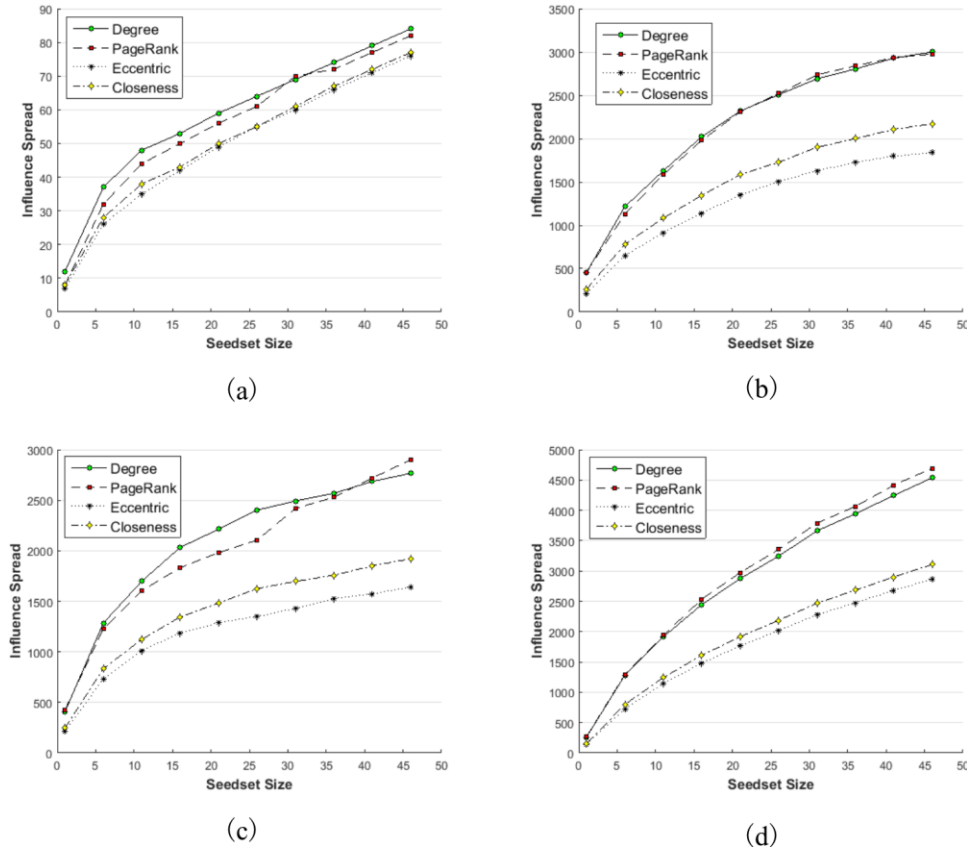 90
80
70
60
50
40
30
20
10
0
Influence Spread
Degree
PageRank
Eccentric
Closeness
0 5 10 15 20 25 30 35 40 45 50
Seedset Size
(a)
3500
3000
2500
2000
1500
1000
500
0
Influence Spread
Degree
PageRank
Eccentric
Closeness
0 5 10 15 20 25 30 35 40 45 50
Seedset Size
(b)
3000
2500
2000
1500
1000
500
0
Influence Spread
Degree
PageRank
Eccentric
Closeness
0 5 10 15 20 25 30 35 40 45 50
Seedset Size
(c)
5000
4500
4000
3500
3000
2500
2000
1500
1000
500
0
Influence Spread
Degree
PageRank
Eccentric
Closeness
0 5 10 15 20 25 30 35 40 45 50
Seedset Size
(d)